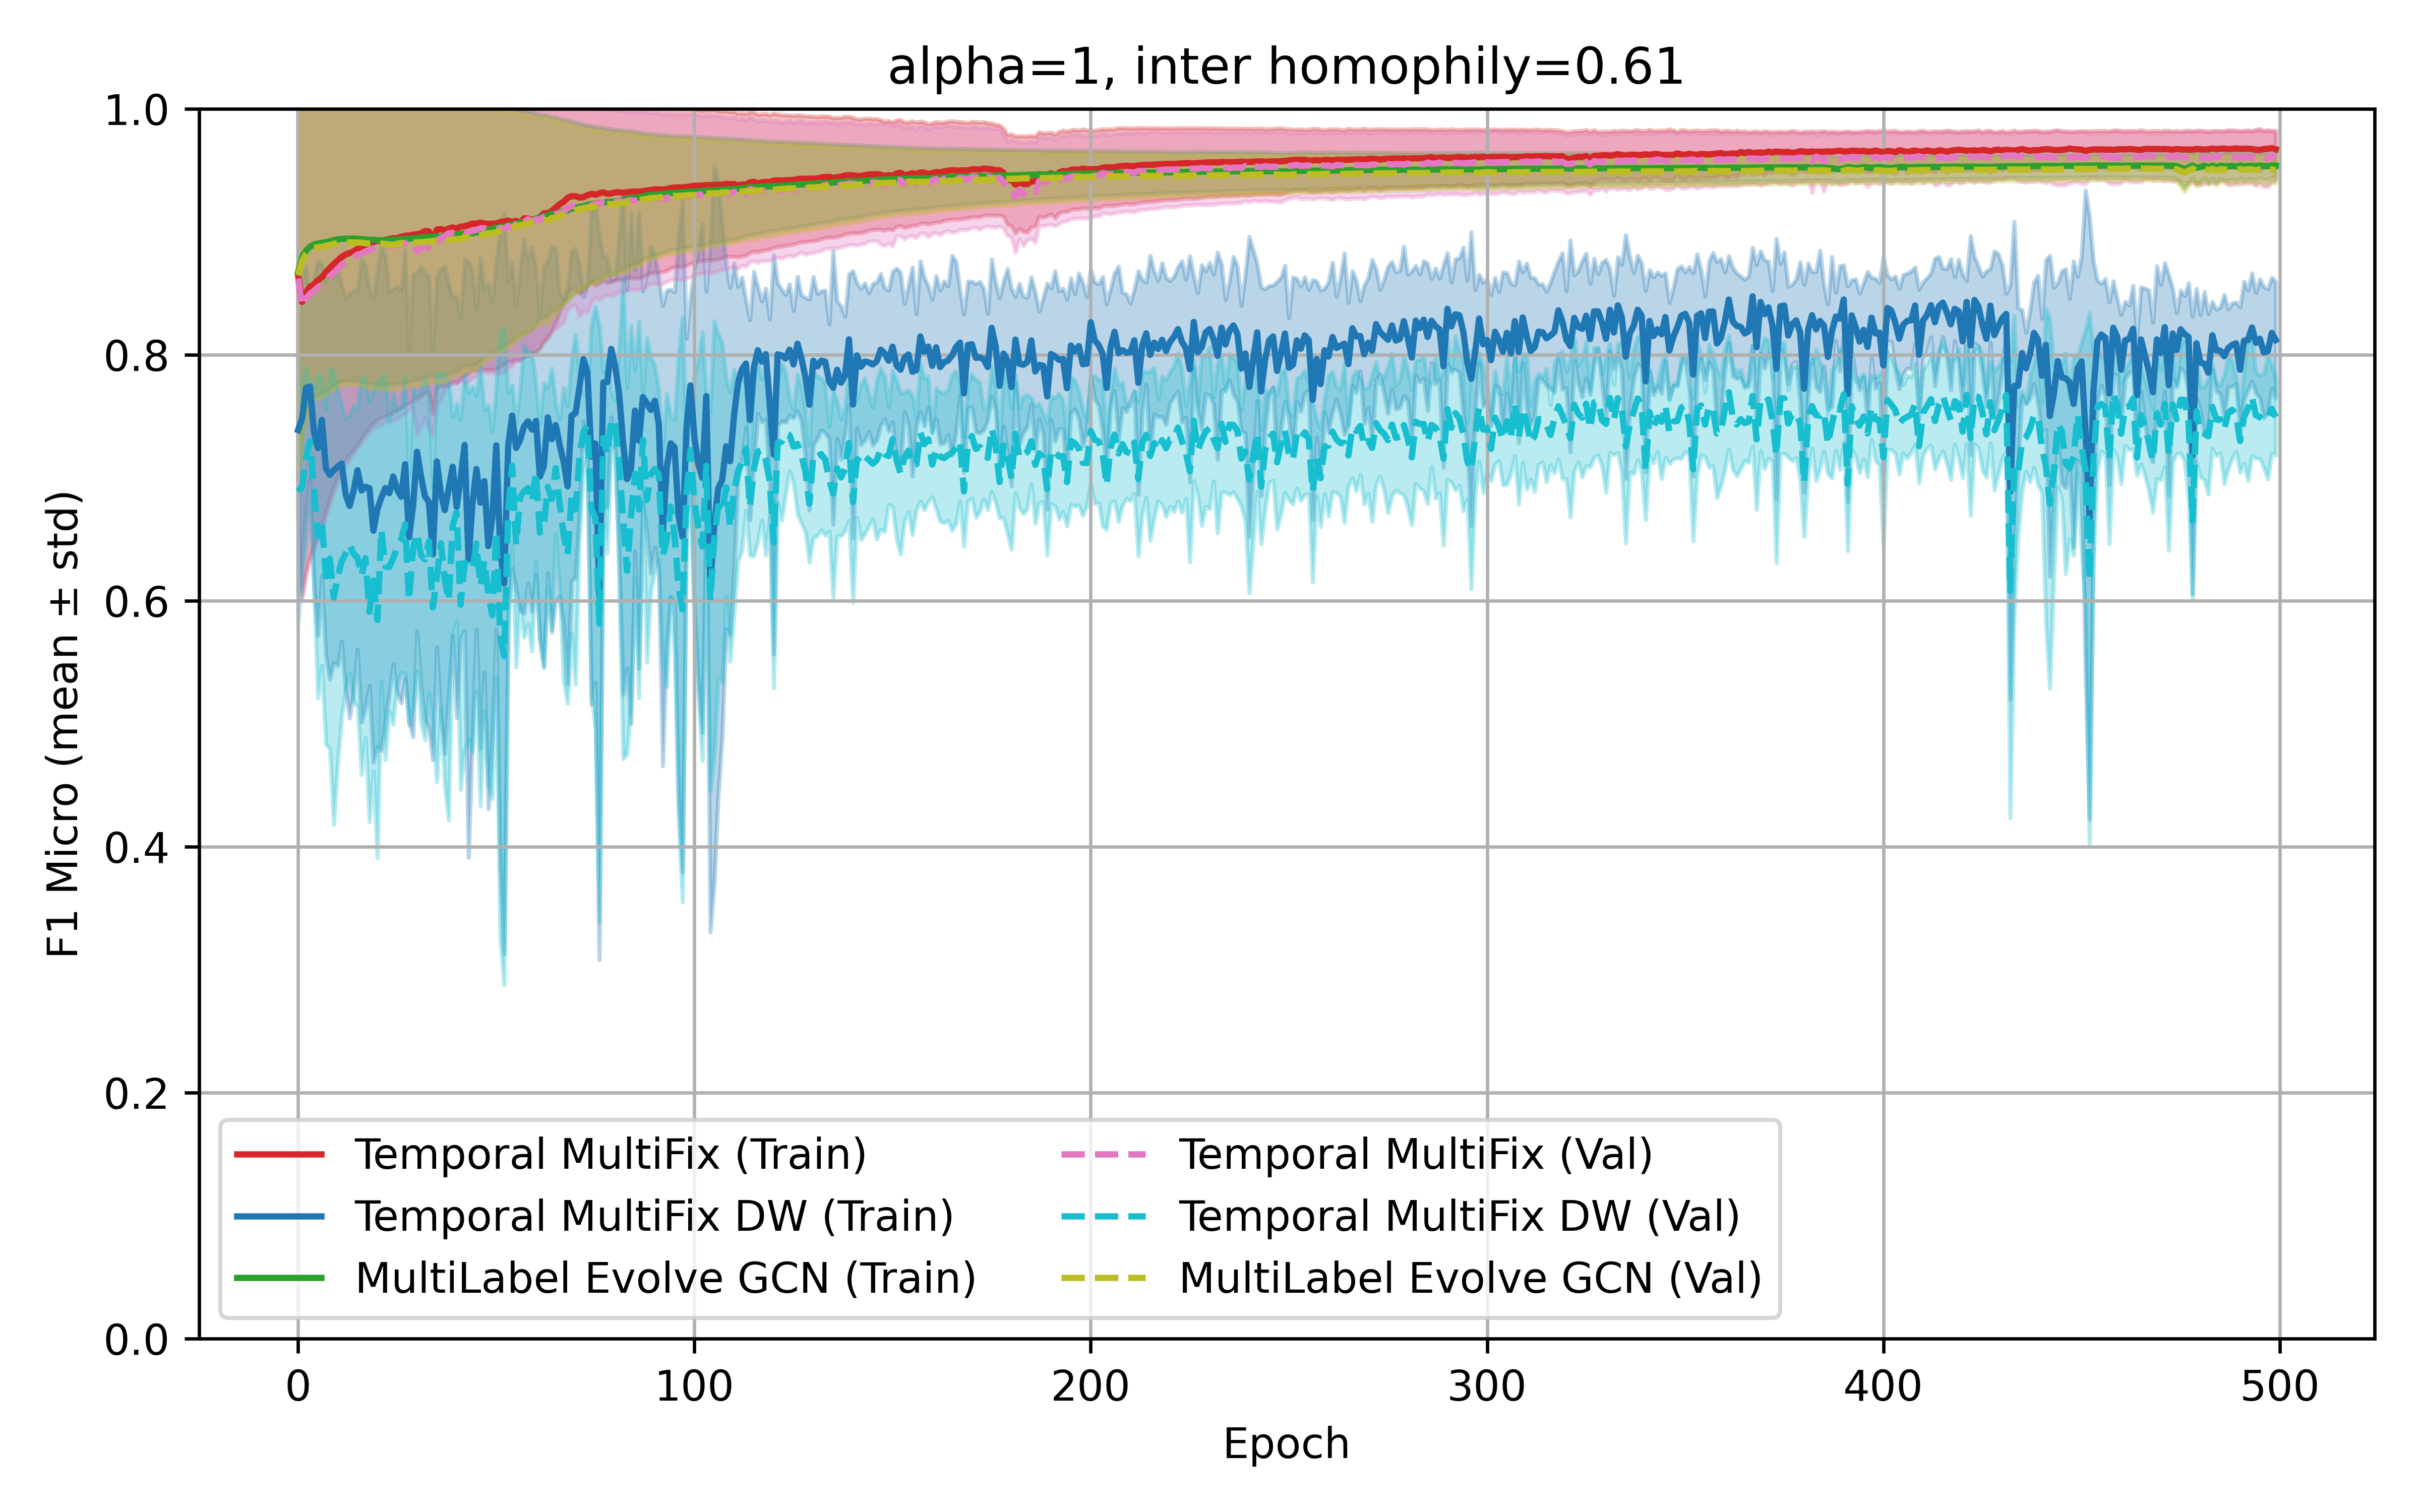 alpha=1, inter homophily=0.61
1.0
0.8
0.6
0.4
0.2
0.0
F1 Micro (mean ± std)
Temporal MultiFix (Train)
Temporal MultiFix DW (Train)
MultiLabel Evolve GCN (Train)
Temporal MultiFix (Val)
Temporal MultiFix DW (Val)
MultiLabel Evolve GCN (Val)
0 100 200 300 400 500
Epoch